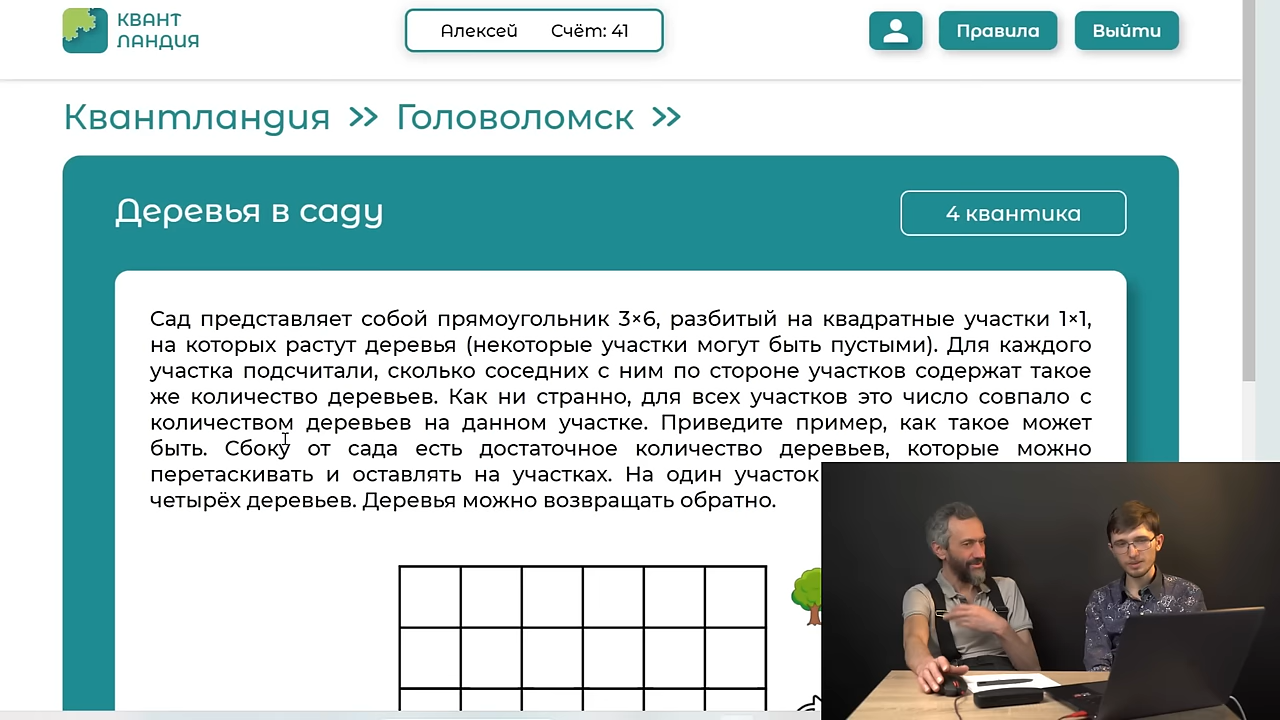 КВАНТ
ЛАНДИЯ
Алексей Счёт: 41
Правила
Выйти
Квантландия >> Головоломск >>
Деревья в саду
4 квантика
Сад представляет собой прямоугольник 3×6, разбитый на квадратные участки 1×1,
на которых растут деревья (некоторые участки могут быть пустыми). Для каждого
участка подсчитали, сколько соседних с ним по стороне участков содержат такое
же количество деревьев. Как ни странно, для всех участков это число совпало с
количеством деревьев на данном участке. Приведите пример, как такое может
быть. Сбоку от сада есть достаточное количество деревьев, которые можно
перетаскивать и оставлять на участках. На один участок
четырёх деревьев. Деревья можно возвращать обратно.